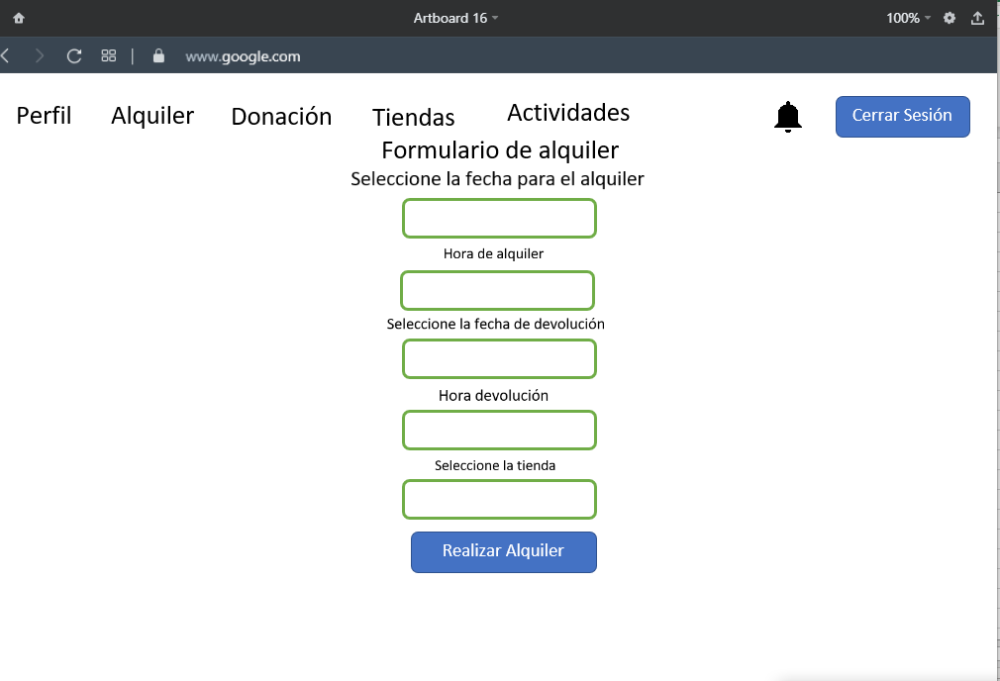 Artboard 16
100%
www.google.com
Perfil
Alquiler
Donación
Tiendas
Actividades
Cerrar Sesión
Formulario de alquiler
Seleccione la fecha para el alquiler
Hora de alquiler
Seleccione la fecha de devolución
Hora devolución
Seleccione la tienda
Realizar Alquiler